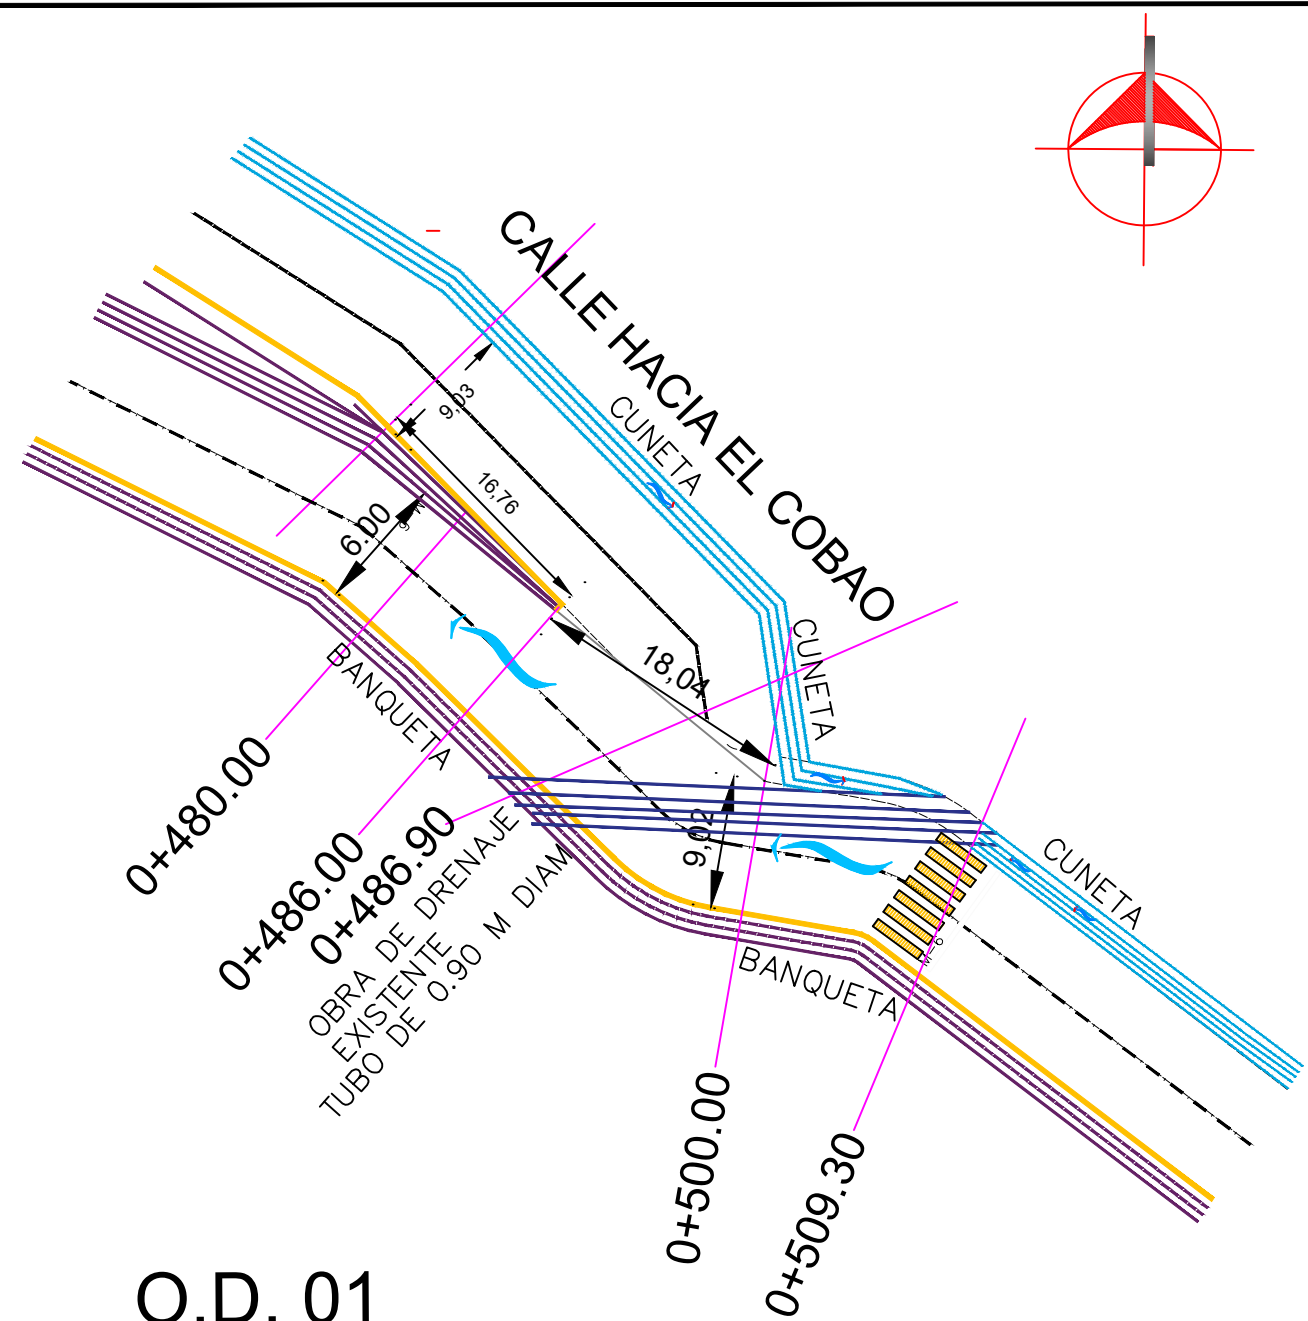 CALLE HACIA EL COBAO
CUNETA
9,03
16,76
6.00
CUNETA
18,04
BANQUETA
9,02
CUNETA
BANQUETA
0+480.00
0+486.00
0+486.90
OBRA DE DRENAJE
EXISTENTE
TUBO DE 0.90 M DIAM
0+500.00
0+509.30
O.D. 01